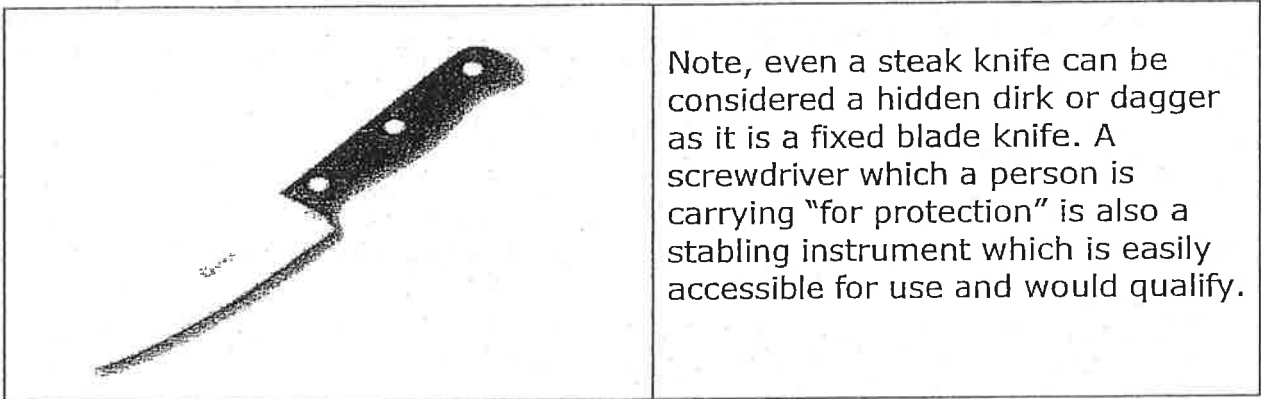 Note, even a steak knife can be
considered a hidden dirk or dagger
as it is a fixed blade knife. A
screwdriver which a person is
carrying “for protection” is also a
stabling instrument which is easily
accessible for use and would qualify.